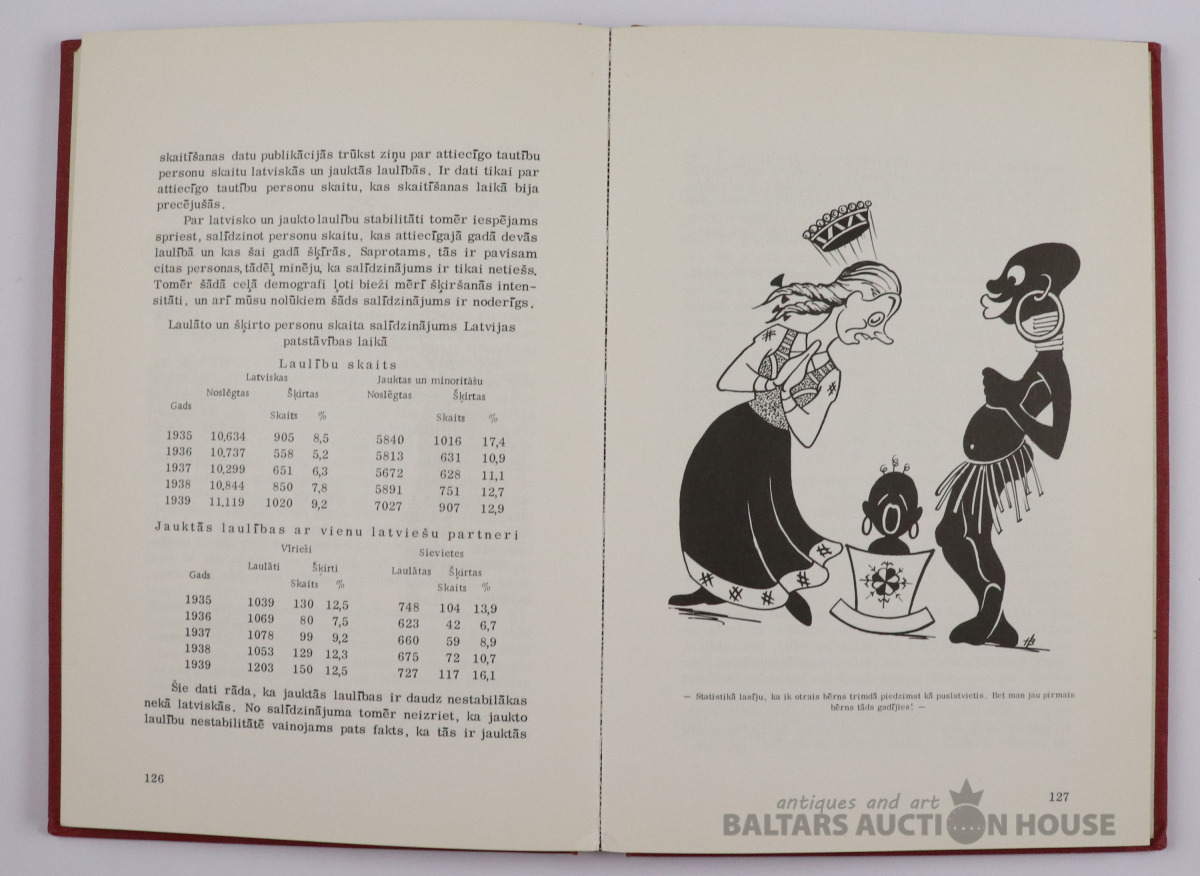 skaitīšanas datu publikācijās trūkst ziņu par attiecīgo tautību
personu skaitu latviskās un jauktās laulībās. Ir dati tikai par
attiecīgo tautību personu skaitu, kas skaitīšanas laikā bija
precējušās.
Par latvisko un jaukto laulību stabilitāti tomēr iespējams
spriest, salīdzinot personu skaitu, kas attiecīgajā gadā devās
laulībā un kas šai gadā šķīrās. Saprotams, tās ir pavisam
citas personas, tādēļ minēju, ka salīdzinājums ir tikai netiešs.
Tomēr šādā ceļā demografi ļoti bieži mērī šķiršanās inten-
sitāti, un arī mūsu nolūkiem šāds salīdzinājums ir noderīgs.
Laulāto un šķirto personu skaita salīdzinājums Latvijas
patstāvības laikā
Laulību skaits
Latviskas Jauktas un minoritāšu
Gads Noslēgtas Šķirtas Noslēgtas Šķirtas
Skaits % Skaits %
1935 10,634 905 8,5 5840 1016 17,4
1936 10,737 558 5,2 5813 631 10,9
1937 10,299 651 6,3 5672 628 11,1
1938 10,844 850 7,8 5891 751 12,7
1939 11,119 1020 9,2 7027 907 12,9
Jauktās laulības ar vienu latviešu partneri
Vīrieši Sievietes
Gads Laulāti Šķirti Laulātas Šķirtas
Skaits % Skaits %
1935 1039 130 12,5 748 104 13,9
1936 1069 80 7,5 623 42 6,7
1937 1078 99 9,2 660 59 8,9
1938 1053 129 12,3 675 72 10,7
1939 1203 150 12,5 727 117 16,1
Šie dati rāda, ka jauktās laulības ir daudz nestabilākas
nekā latviskās. No salīdzinājuma tomēr neizriet, ka jaukto
laulību nestabilitātē vainojams pats fakts, ka tās ir jauktās
126
HB
— Statistikā lasīju, ka ik otrais bērns trimdā piedzimst kā puslatvietis. Bet man jau pirmais
bērns tāds gadījies! —
127
antiques and art
BALTARS AUCTION HOUSE